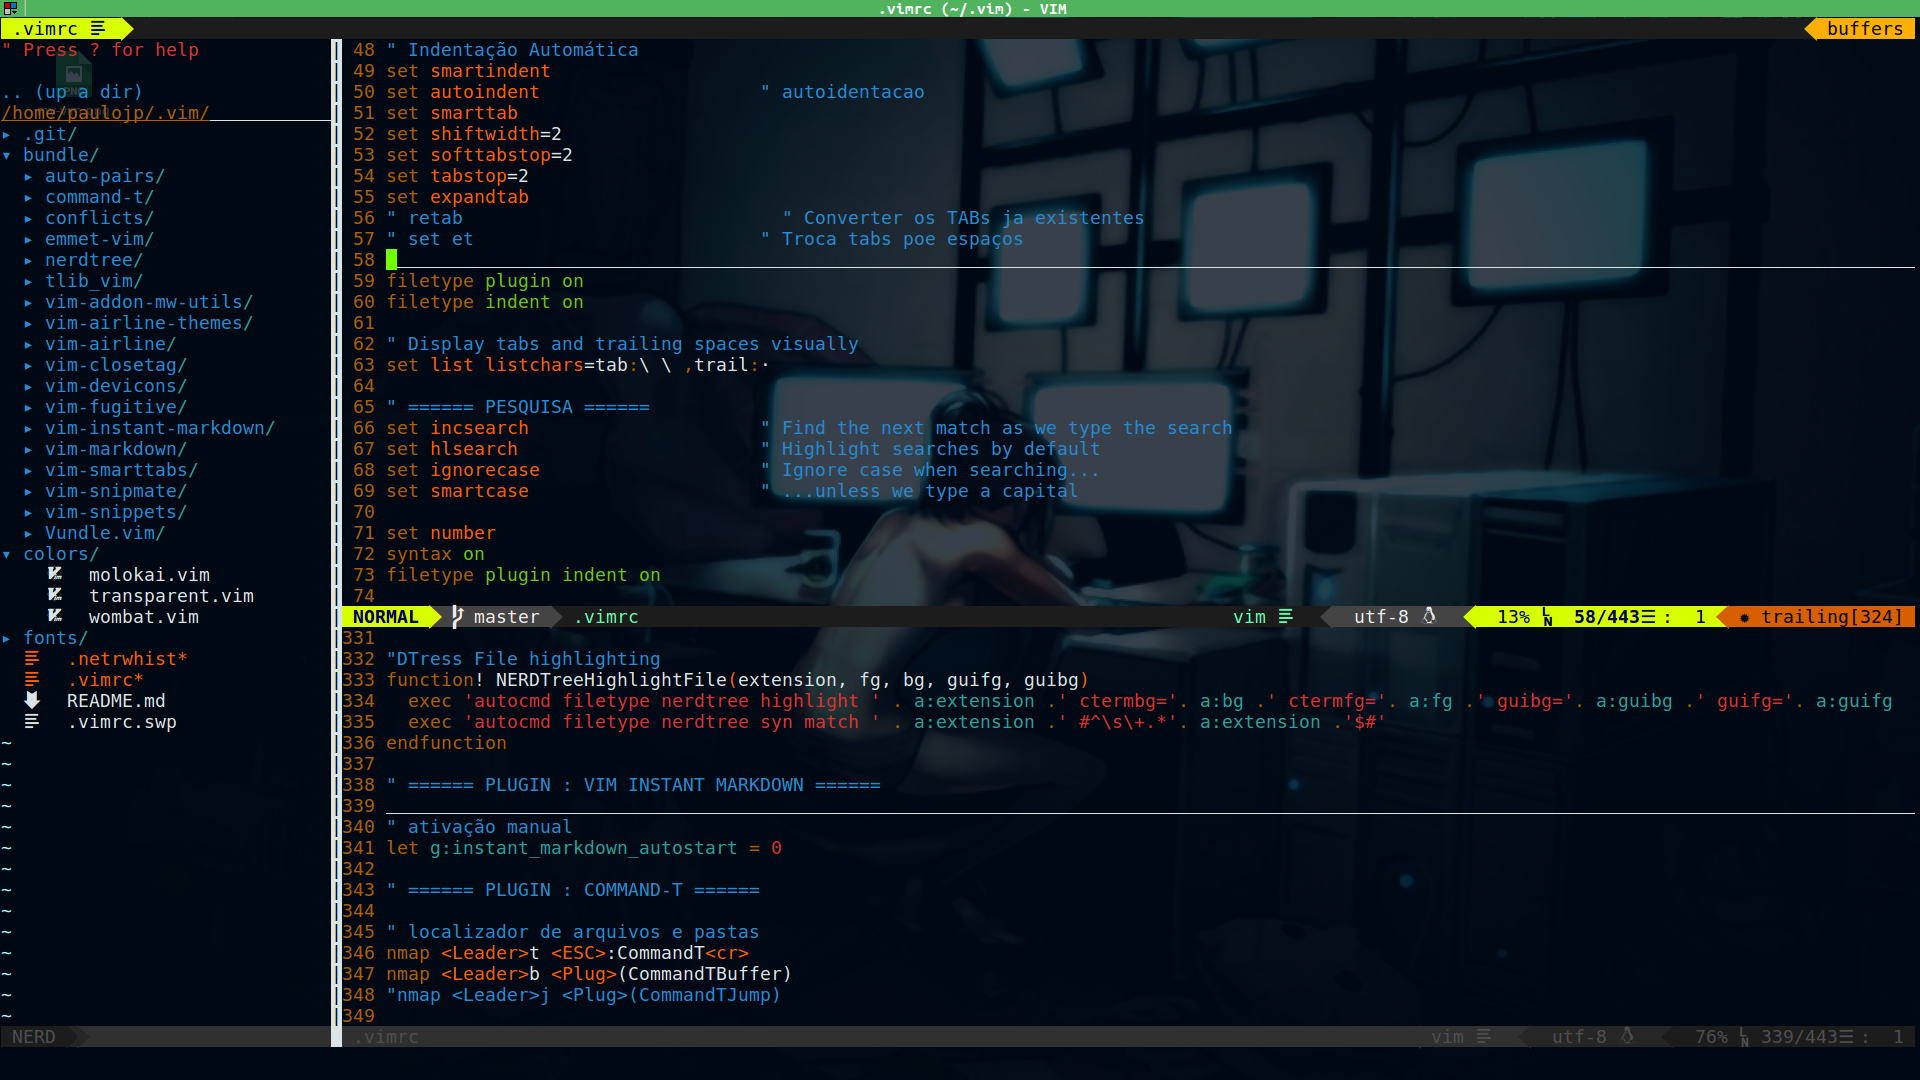 .vimrc (~/.vim) - VIM
.vimrc
buffers
" Press ? for help
.. (up a dir)
/home/paulojp/.vim/
▸ .git/
▾ bundle/
▸ auto-pairs/
▸ command-t/
▸ conflicts/
▸ emmet-vim/
▸ nerdtree/
▸ tlib_vim/
▸ vim-addon-mw-utils/
▸ vim-airline-themes/
▸ vim-airline/
▸ vim-closetag/
▸ vim-devicons/
▸ vim-fugitive/
▸ vim-instant-markdown/
▸ vim-markdown/
▸ vim-smarttabs/
▸ vim-snipmate/
▸ vim-snippets/
▸ Vundle.vim/
▾ colors/
molokai.vim
transparent.vim
wombat.vim
▸ fonts/
.netrwhist*
.vimrc*
README.md
.vimrc.swp
~
~
~
~
~
~
~
~
~
~
~
~
~
~
NERD
48 " Indentação Automática
49 set smartindent
50 set autoindent " autoidentacao
51 set smarttab
52 set shiftwidth=2
53 set softtabstop=2
54 set tabstop=2
55 set expandtab
56 " retab " Converter os TABs ja existentes
57 " set et " Troca tabs poe espaços
58
59 filetype plugin on
60 filetype indent on
61
62 " Display tabs and trailing spaces visually
63 set list listchars=tab:\ \ ,trail:·
64
65 " ====== PESQUISA ======
66 set incsearch " Find the next match as we type the search
67 set hlsearch " Highlight searches by default
68 set ignorecase " Ignore case when searching...
69 set smartcase " ...unless we type a capital
70
71 set number
72 syntax on
73 filetype plugin indent on
74
NORMAL master .vimrc vim utf-8 13% LN 58/443☰ : 1 trailing[324]
331
332 "DTress File highlighting
333 function! NERDTreeHighlightFile(extension, fg, bg, guifg, guibg)
334 exec 'autocmd filetype nerdtree highlight ' . a:extension .' ctermbg='. a:bg .' ctermfg='. a:fg .' guibg='. a:guibg .' guifg='. a:guifg
335 exec 'autocmd filetype nerdtree syn match ' . a:extension .' #^\s\+.*'. a:extension .'$#'
336 endfunction
337
338 " ====== PLUGIN : VIM INSTANT MARKDOWN ======
339
340 " ativação manual
341 let g:instant_markdown_autostart = 0
342
343 " ====== PLUGIN : COMMAND-T ======
344
345 " localizador de arquivos e pastas
346 nmap <Leader>t <ESC>:CommandT<cr>
347 nmap <Leader>b <Plug>(CommandTBuffer)
348 "nmap <Leader>j <Plug>(CommandTJump)
349
.vimrc vim utf-8 76% LN 339/443☰ : 1